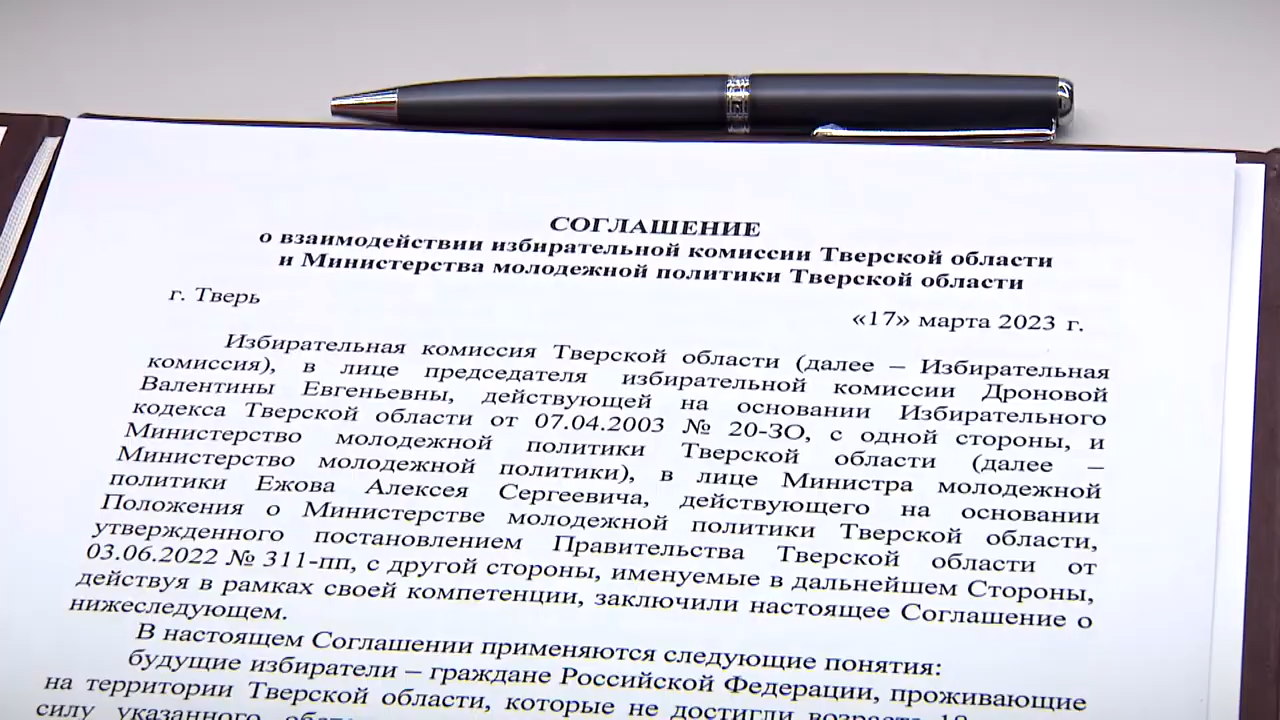 СОГЛАШЕНИЕ
о взаимодействии избирательной комиссии Тверской области
и Министерства молодежной политики Тверской области
г. Тверь
«17» марта 2023 г.
Избирательная комиссия Тверской области (далее – Избирательная
комиссия), в лице председателя избирательной комиссии Дроновой
Валентины Евгеньевны, действующей на основании Избирательного
кодекса Тверской области от 07.04.2003 № 20-ЗО, с одной стороны, и
Министерство молодежной политики Тверской области (далее –
Министерство молодежной политики), в лице Министра молодежной
политики Ежова Алексея Сергеевича, действующего на основании
Положения о Министерстве молодежной политики Тверской области,
утвержденного постановлением Правительства Тверской области от
03.06.2022 № 311-пп, с другой стороны, именуемые в дальнейшем Стороны,
действуя в рамках своей компетенции, заключили настоящее Соглашение о
нижеследующем.
В настоящем Соглашении применяются следующие понятия:
будущие избиратели – граждане Российской Федерации, проживающие
на территории Тверской области, которые не достигли возраста 18
силу указанного